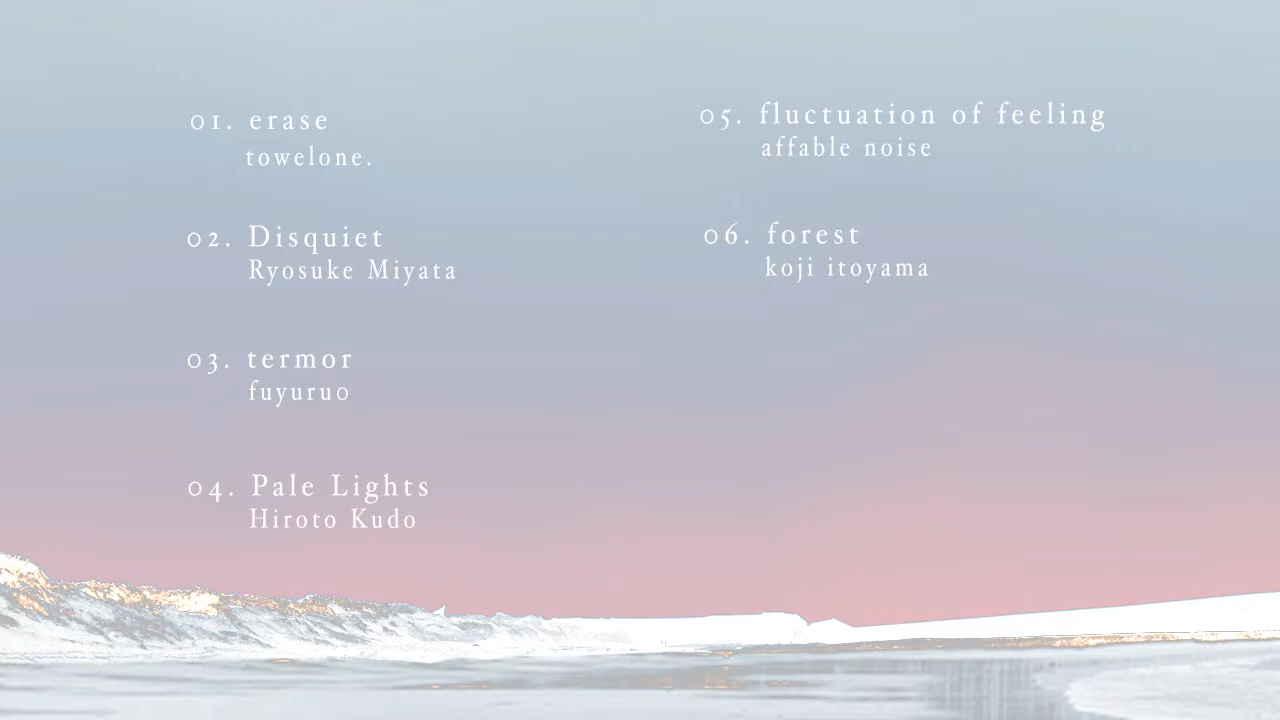 01. erase
towelone.
02. Disquiet
Ryosuke Miyata
03. termor
fuyuruo
04. Pale Lights
Hiroto Kudo
05. fluctuation of feeling
affable noise
06. forest
koji itoyama